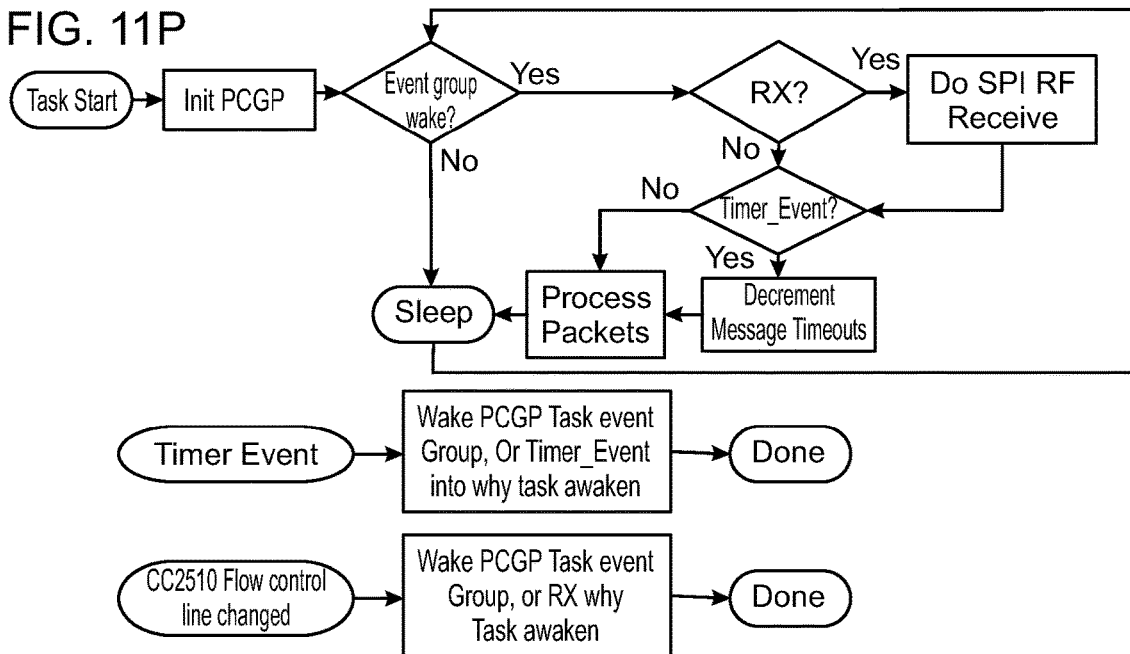 FIG. 11P
Task Start
Init PCGP
Event group
wake?
Yes
No
RX?
Yes
No
Do SPI RF
Receive
Timer_Event?
No
Yes
Sleep
Process
Packets
Decrement
Message Timeouts
Timer Event
Wake PCGP Task event
Group, Or Timer_Event
into why task awaken
Done
CC2510 Flow control
line changed
Wake PCGP Task event
Group, or RX why
Task awaken
Done